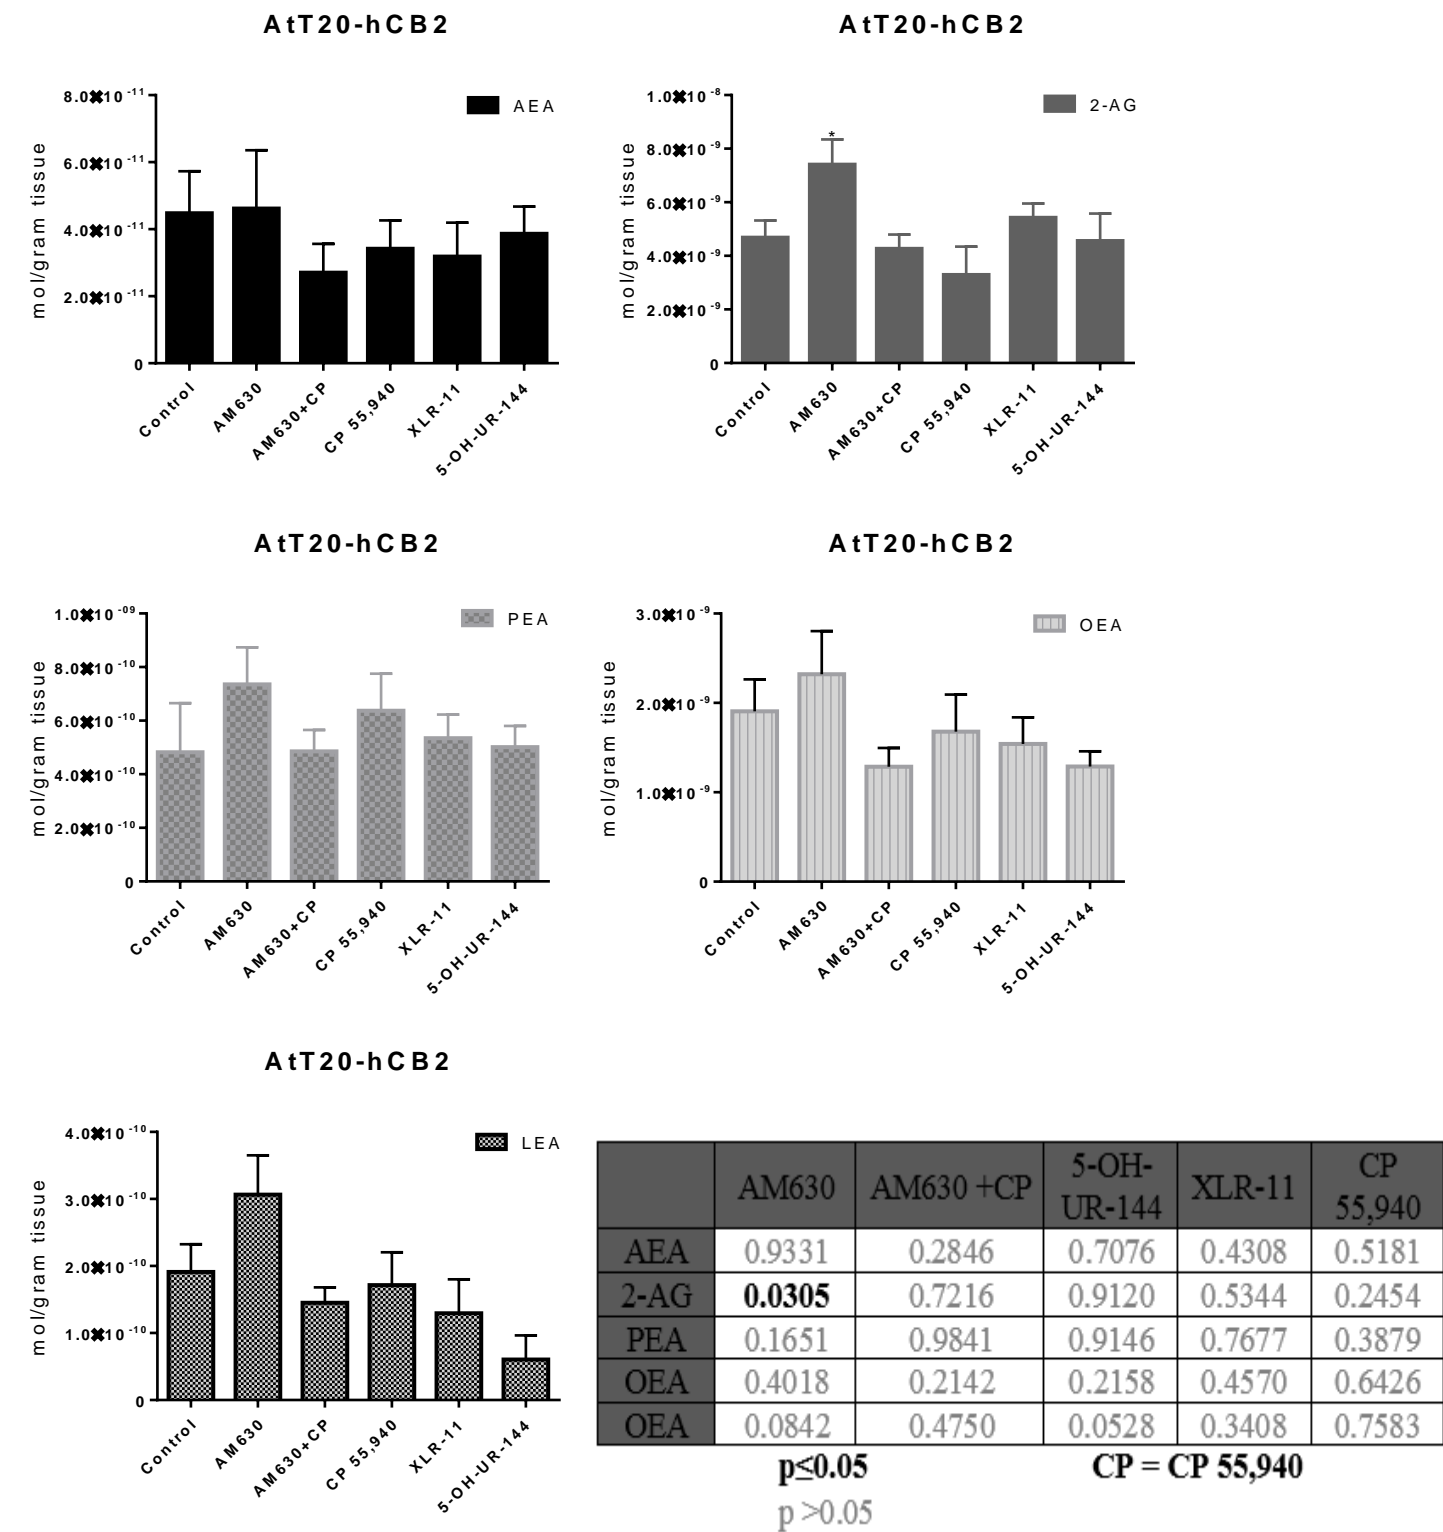 AtT20-hCB2
AEA
mol/gram tissue
8.0✖10 -11
6.0✖10 -11
4.0✖10 -11
2.0✖10 -11
0
Control
AM630
AM630+CP
CP 55,940
XLR-11
5-OH-UR-144
AtT20-hCB2
2-AG
mol/gram tissue
1.0✖10 -8
8.0✖10 -9
6.0✖10 -9
4.0✖10 -9
2.0✖10 -9
0
*
Control
AM630
AM630+CP
CP 55,940
XLR-11
5-OH-UR-144
AtT20-hCB2
PEA
mol/gram tissue
1.0✖10 -09
8.0✖10 -10
6.0✖10 -10
4.0✖10 -10
2.0✖10 -10
0
Control
AM630
AM630+CP
CP 55,940
XLR-11
5-OH-UR-144
AtT20-hCB2
OEA
mol/gram tissue
3.0✖10 -9
2.0✖10 -9
1.0✖10 -9
0
Control
AM630
AM630+CP
CP 55,940
XLR-11
5-OH-UR-144
AtT20-hCB2
LEA
mol/gram tissue
4.0✖10 -10
3.0✖10 -10
2.0✖10 -10
1.0✖10 -10
0
Control
AM630
AM630+CP
CP 55,940
XLR-11
5-OH-UR-144
AM630 AM630 +CP 5-OH-UR-144 XLR-11 CP 55,940
AEA 0.9331 0.2846 0.7076 0.4308 0.5181
2-AG 0.0305 0.7216 0.9120 0.5344 0.2454
PEA 0.1651 0.9841 0.9146 0.7677 0.3879
OEA 0.4018 0.2142 0.2158 0.4570 0.6426
OEA 0.0842 0.4750 0.0528 0.3408 0.7583
p≤0.05 CP = CP 55,940
p >0.05